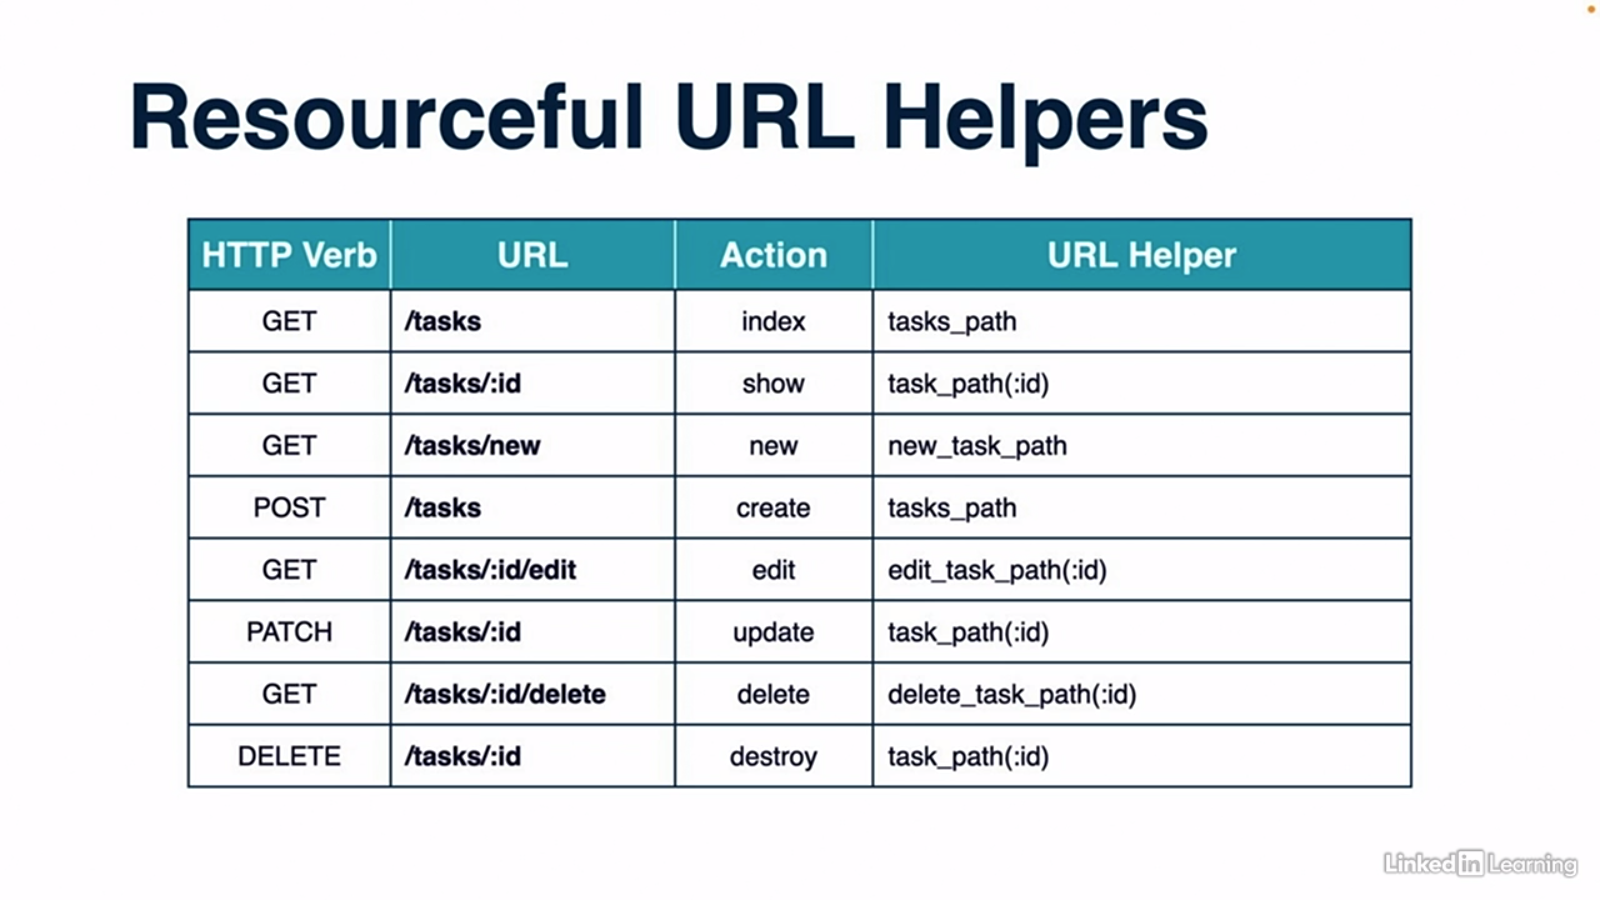 Resourceful URL Helpers
HTTP Verb URL Action URL Helper
GET /tasks index tasks_path
GET /tasks/:id show task_path(:id)
GET /tasks/new new new_task_path
POST /tasks create tasks_path
GET /tasks/:id/edit edit edit_task_path(:id)
PATCH /tasks/:id update task_path(:id)
GET /tasks/:id/delete delete delete_task_path(:id)
DELETE /tasks/:id destroy task_path(:id)
Linked in Learning